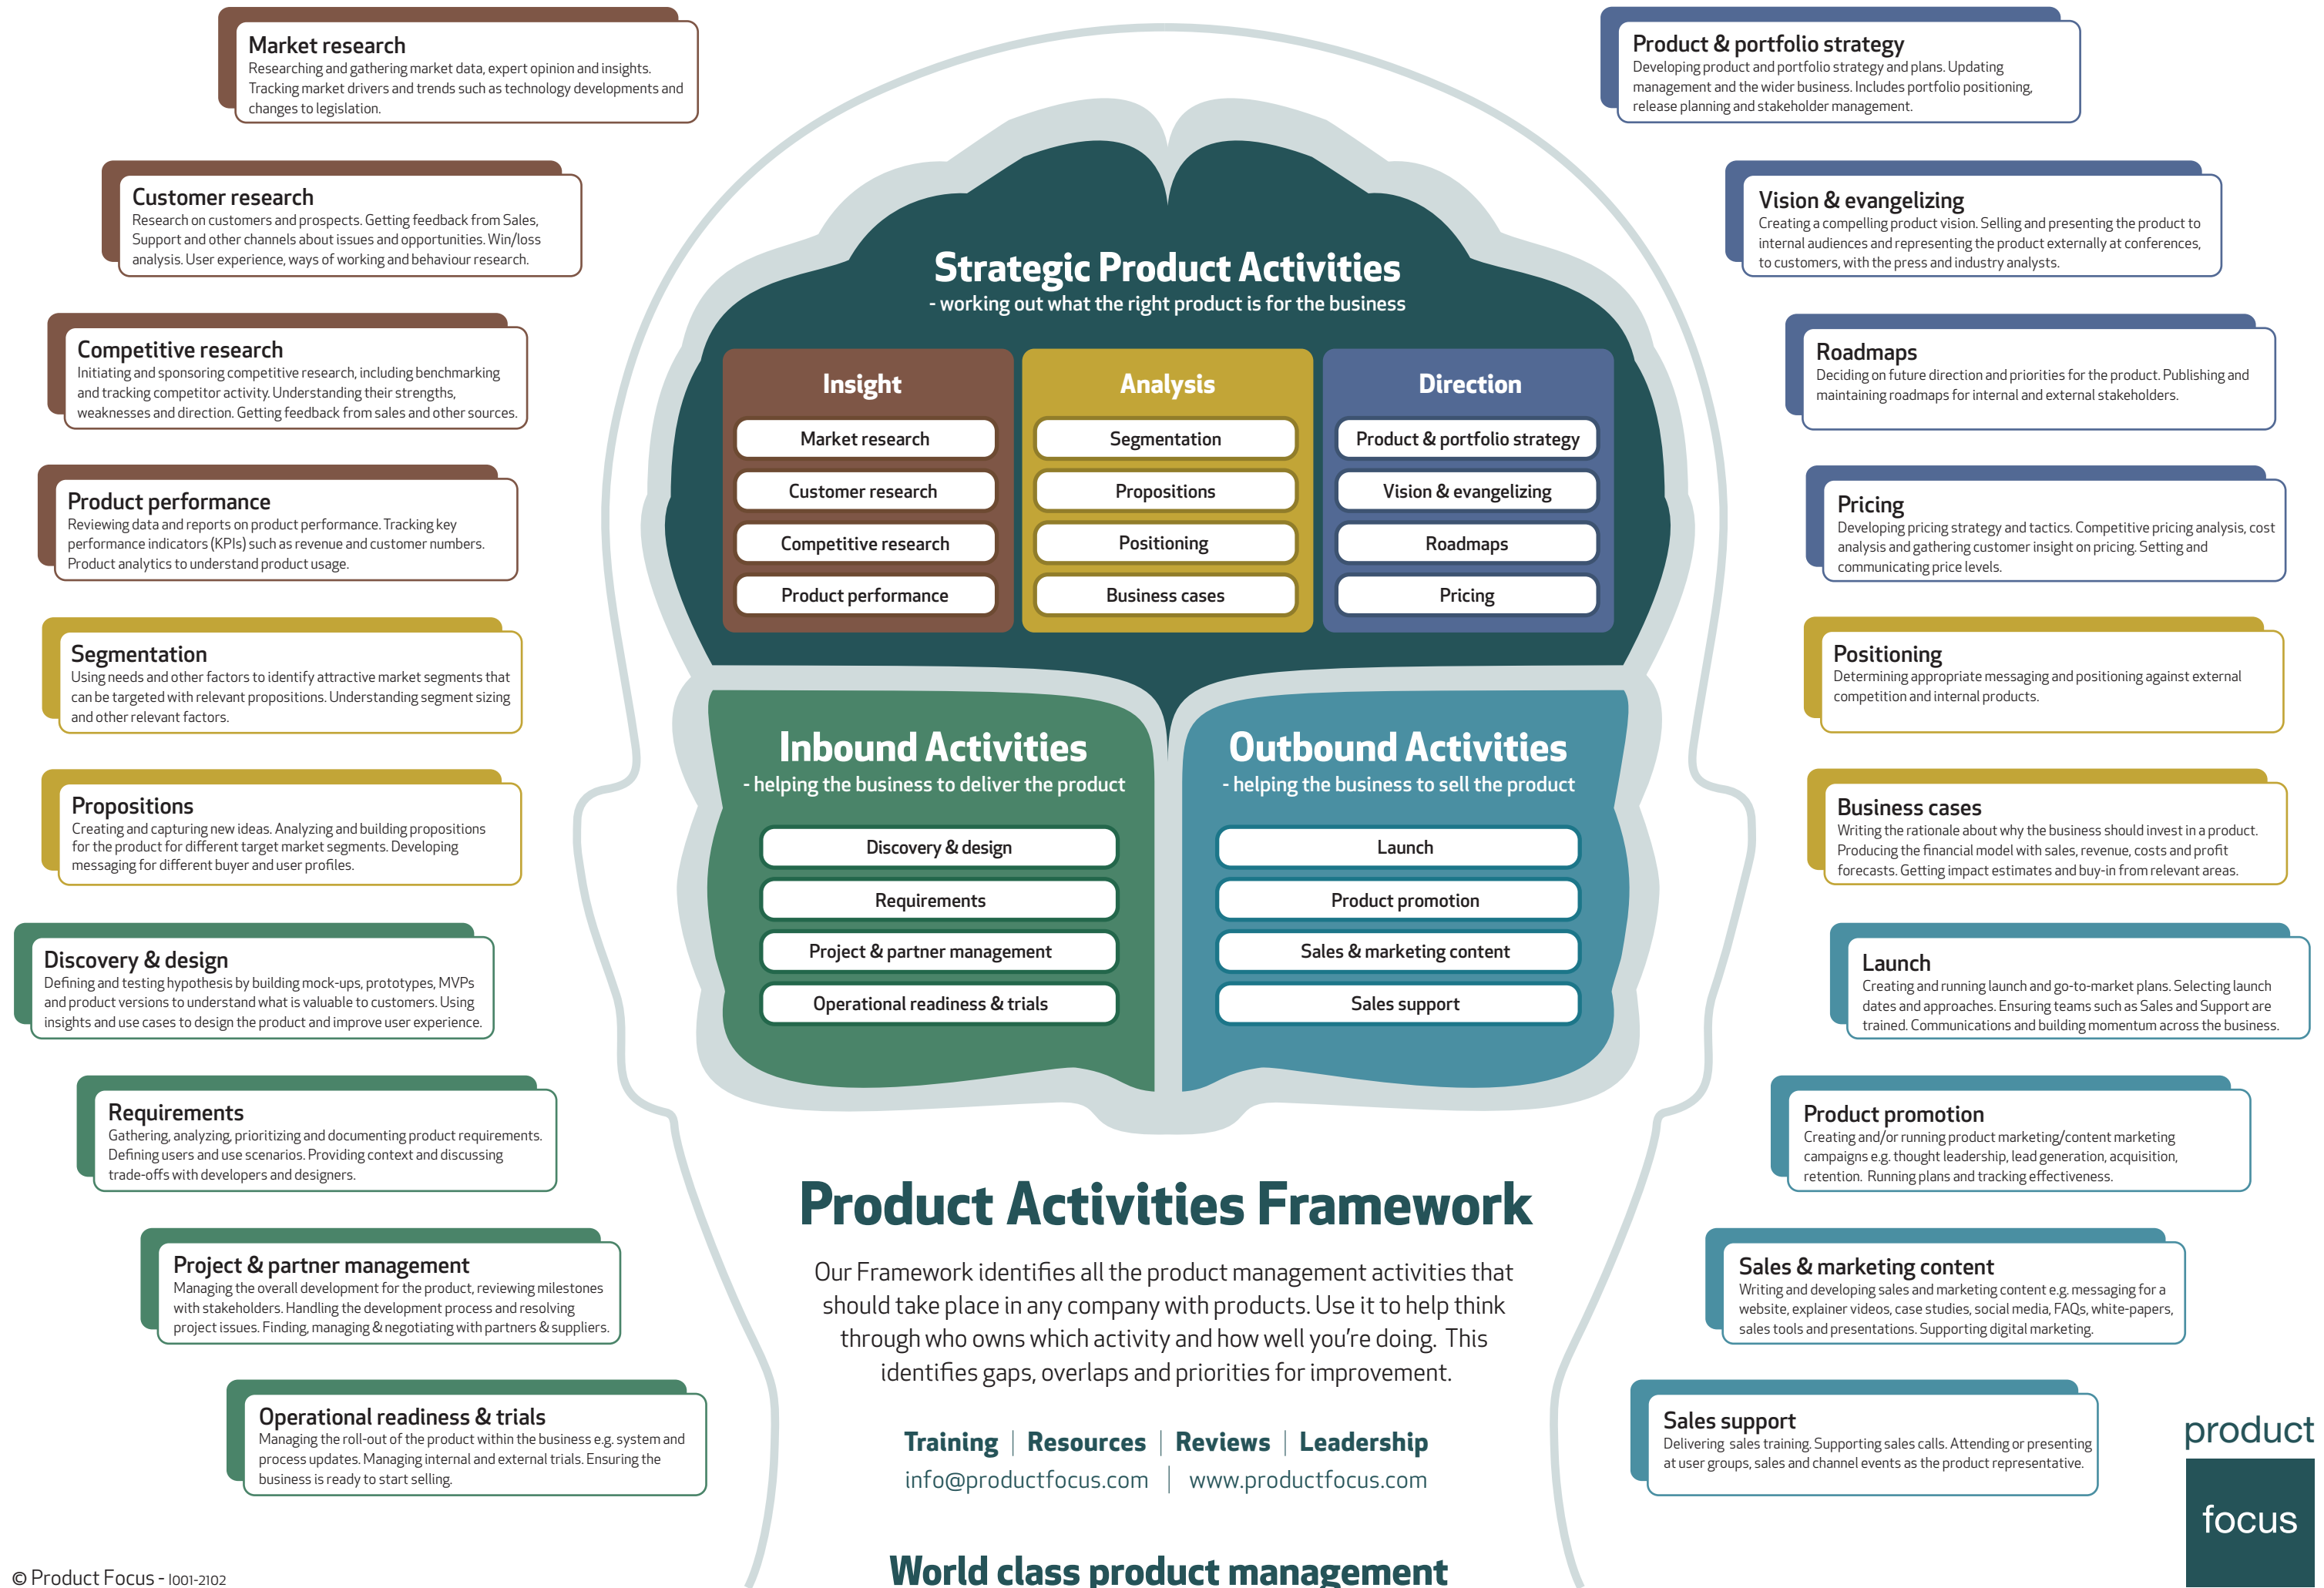 Market research
Researching and gathering market data, expert opinion and insights.
Tracking market drivers and trends such as technology developments and
changes to legislation.
Customer research
Research on customers and prospects. Getting feedback from Sales,
Support and other channels about issues and opportunities. Win/loss
analysis. User experience, ways of working and behaviour research.
Competitive research
Initiating and sponsoring competitive research, including benchmarking
and tracking competitor activity. Understanding their strengths,
weaknesses and direction. Getting feedback from sales and other sources.
Product performance
Reviewing data and reports on product performance. Tracking key
performance indicators (KPIs) such as revenue and customer numbers.
Product analytics to understand product usage.
Segmentation
Using needs and other factors to identify attractive market segments that
can be targeted with relevant propositions. Understanding segment sizing
and other relevant factors.
Propositions
Creating and capturing new ideas. Analyzing and building propositions
for the product for different target market segments. Developing
messaging for different buyer and user profiles.
Discovery & design
Defining and testing hypothesis by building mock-ups, prototypes, MVPs
and product versions to understand what is valuable to customers. Using
insights and use cases to design the product and improve user experience.
Requirements
Gathering, analyzing, prioritizing and documenting product requirements.
Defining users and use scenarios. Providing context and discussing
trade-offs with developers and designers.
Project & partner management
Managing the overall development for the product, reviewing milestones
with stakeholders. Handling the development process and resolving
project issues. Finding, managing & negotiating with partners & suppliers.
Operational readiness & trials
Managing the roll-out of the product within the business e.g. system and
process updates. Managing internal and external trials. Ensuring the
business is ready to start selling.
© Product Focus - I001-2102
Strategic Product Activities
- working out what the right product is for the business
Insight
Market research
Customer research
Competitive research
Product performance
Analysis
Segmentation
Propositions
Positioning
Business cases
Direction
Product & portfolio strategy
Vision & evangelizing
Roadmaps
Pricing
Inbound Activities
- helping the business to deliver the product
Discovery & design
Requirements
Project & partner management
Operational readiness & trials
Outbound Activities
- helping the business to sell the product
Launch
Product promotion
Sales & marketing content
Sales support
Product Activities Framework
Our Framework identifies all the product management activities that
should take place in any company with products. Use it to help think
through who owns which activity and how well you're doing. This
identifies gaps, overlaps and priorities for improvement.
Training | Resources | Reviews | Leadership
info@productfocus.com | www.productfocus.com
World class product management
Product & portfolio strategy
Developing product and portfolio strategy and plans. Updating
management and the wider business. Includes portfolio positioning,
release planning and stakeholder management.
Vision & evangelizing
Creating a compelling product vision. Selling and presenting the product to
internal audiences and representing the product externally at conferences,
to customers, with the press and industry analysts.
Roadmaps
Deciding on future direction and priorities for the product. Publishing and
maintaining roadmaps for internal and external stakeholders.
Pricing
Developing pricing strategy and tactics. Competitive pricing analysis, cost
analysis and gathering customer insight on pricing. Setting and
communicating price levels.
Positioning
Determining appropriate messaging and positioning against external
competition and internal products.
Business cases
Writing the rationale about why the business should invest in a product.
Producing the financial model with sales, revenue, costs and profit
forecasts. Getting impact estimates and buy-in from relevant areas.
Launch
Creating and running launch and go-to-market plans. Selecting launch
dates and approaches. Ensuring teams such as Sales and Support are
trained. Communications and building momentum across the business.
Product promotion
Creating and/or running product marketing/content marketing
campaigns e.g. thought leadership, lead generation, acquisition,
retention. Running plans and tracking effectiveness.
Sales & marketing content
Writing and developing sales and marketing content e.g. messaging for a
website, explainer videos, case studies, social media, FAQs, white-papers,
sales tools and presentations. Supporting digital marketing.
Sales support
Delivering sales training. Supporting sales calls. Attending or presenting
at user groups, sales and channel events as the product representative.
product
focus